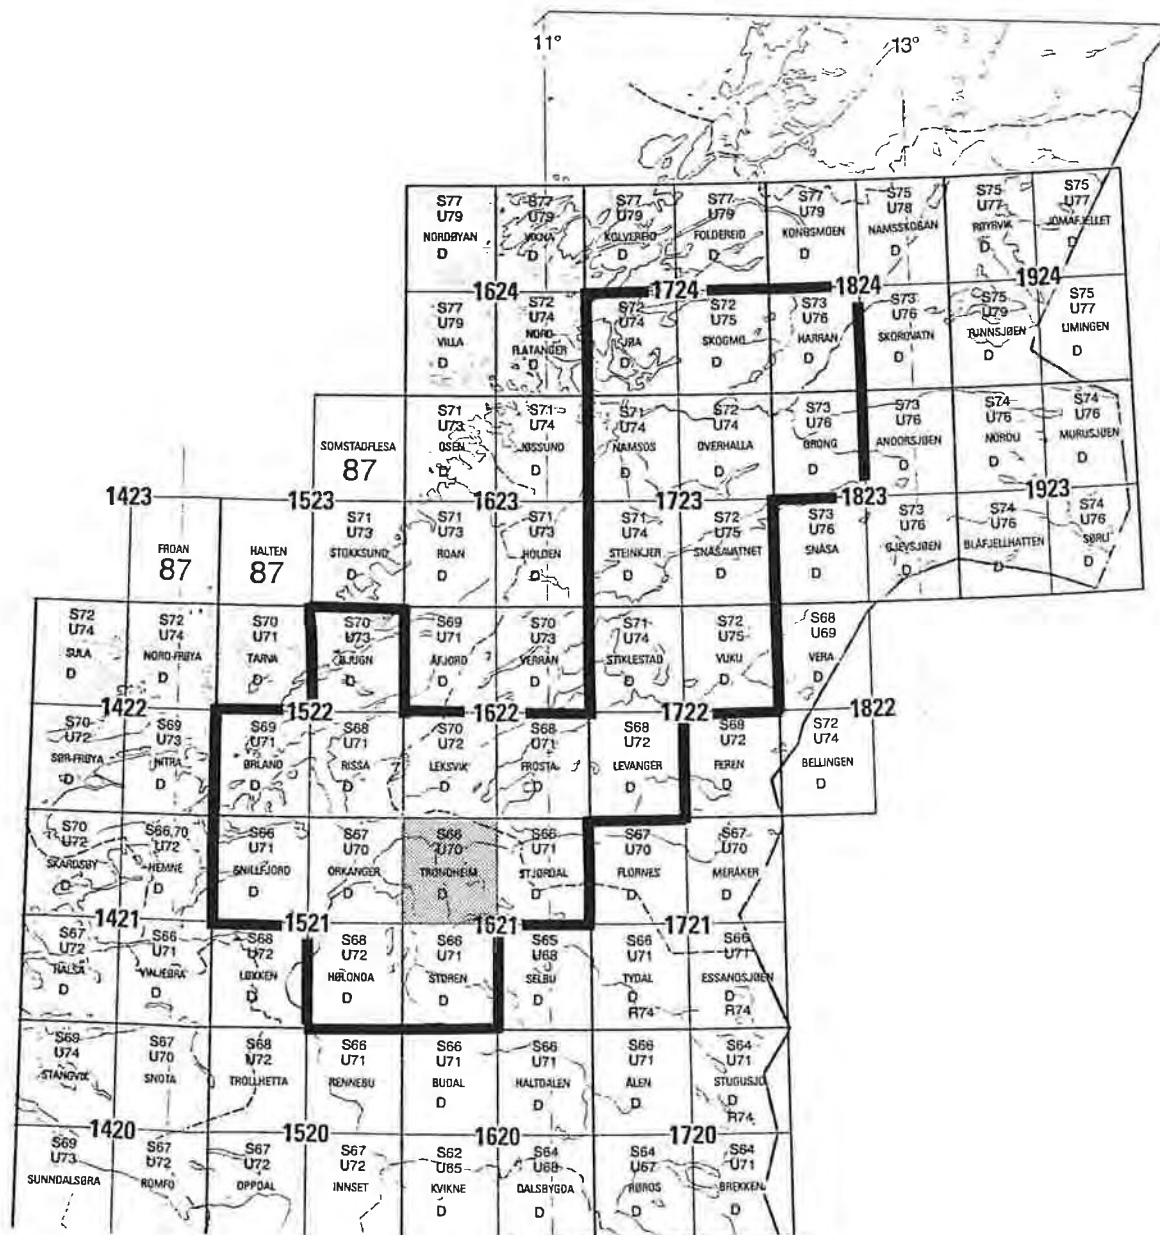 11°
13°
S77
U79
NORDØYAN
D
S77
U79
VIKNA
D
S77
U79
KOLVEREID
D
S77
U79
FOLDEREID
D
S77
U79
KONGSMOEN
D
S75
U78
NAMSSKOGAN
D
S75
U77
RØYRVIK
D
S75
U77
JOMAFJELLET
D
1624
1724
1824
1924
S77
U79
VILLA
D
S72
U74
NORD-
FLATANGER
D
S72
U74
JØA
D
S72
U75
SKOGMO
D
S73
U76
HARRAN
D
S73
U76
SKOROVATN
D
S75
U79
TUNNSJØEN
D
S75
U77
LIMINGEN
D
SOMSTADFLESA
87
S71
U73
OSEN
D
S71
U74
JØSSUND
D
S71
U74
NAMSOS
D
S72
U74
OVERHALLA
D
S73
U76
GRONG
D
S73
U76
ANDORSJØEN
D
S74
U76
NORDLI
D
S74
U76
MURUSJØEN
D
1423
1523
1623
1723
1823
1923
FROAN
87
HALTEN
87
S71
U73
STOKKSUND
D
S71
U73
ROAN
D
S71
U73
HOLDEN
D
S71
U74
STEINKJER
D
S72
U75
SNÅSAVATNET
D
S73
U76
SNÅSA
D
S73
U76
GJEVSJØEN
D
S74
U76
BLÅFJELLHATTEN
D
S74
U76
SØRLI
D
S72
U74
SULA
D
S72
U74
NORD-FRØYA
D
S70
U71
TARVA
D
S70
U73
BJUGN
D
S69
U71
ÅFJORD
D
S70
U73
VERRAN
D
S71
U74
STIKLESTAD
D
S72
U75
VUKU
D
S68
U69
VERA
D
1422
1522
1622
1722
1822
S70
U72
SØR-FRØYA
D
S69
U73
HITRA
D
S69
U71
ØRLAND
D
S68
U71
RISSA
D
S70
U72
LEKSVIK
D
S68
U71
FROSTA
D
S68
U72
LEVANGER
D
S68
U72
FEREN
D
S72
U74
BELLINGEN
D
S70
U72
SKARDSØY
D
S66,70
U72
HEMNE
D
S66
U71
SNILLFJORD
D
S67
U70
ORKANGER
D
S66
U70
TRONDHEIM
D
S66
U71
STJØRDAL
D
S67
U70
FLORNES
D
S67
U70
MERÅKER
D
1421
1521
1621
1721
S67
U72
HALSA
D
S66
U71
VINJEØRA
D
S68
U72
LØKKEN
D
S68
U72
HØLONDA
D
S66
U71
STØREN
D
S65
U68
SELBU
D
S66
U71
TYDAL
D
R74
S66
U71
ESSANDSJØEN
D
R74
S69
U74
STANGVIK
S67
U70
SNOTA
S68
U72
TROLLHETTA
S66
U71
RENNEBU
S66
U71
BUDAL
D
S66
U71
HALTDALEN
D
S66
U71
ÅLEN
D
S64
U71
STUGUSJØ
D
R74
1420
1520
1620
1720
S69
U73
SUNNDALSØRA
S67
U72
ROMFO
S67
U72
OPPDAL
S67
U72
INNSET
S62
U65
KVIKNE
D
S64
U68
DALSBYGDA
D
S64
U67
RØROS
D
S64
U71
BREKKEN
D